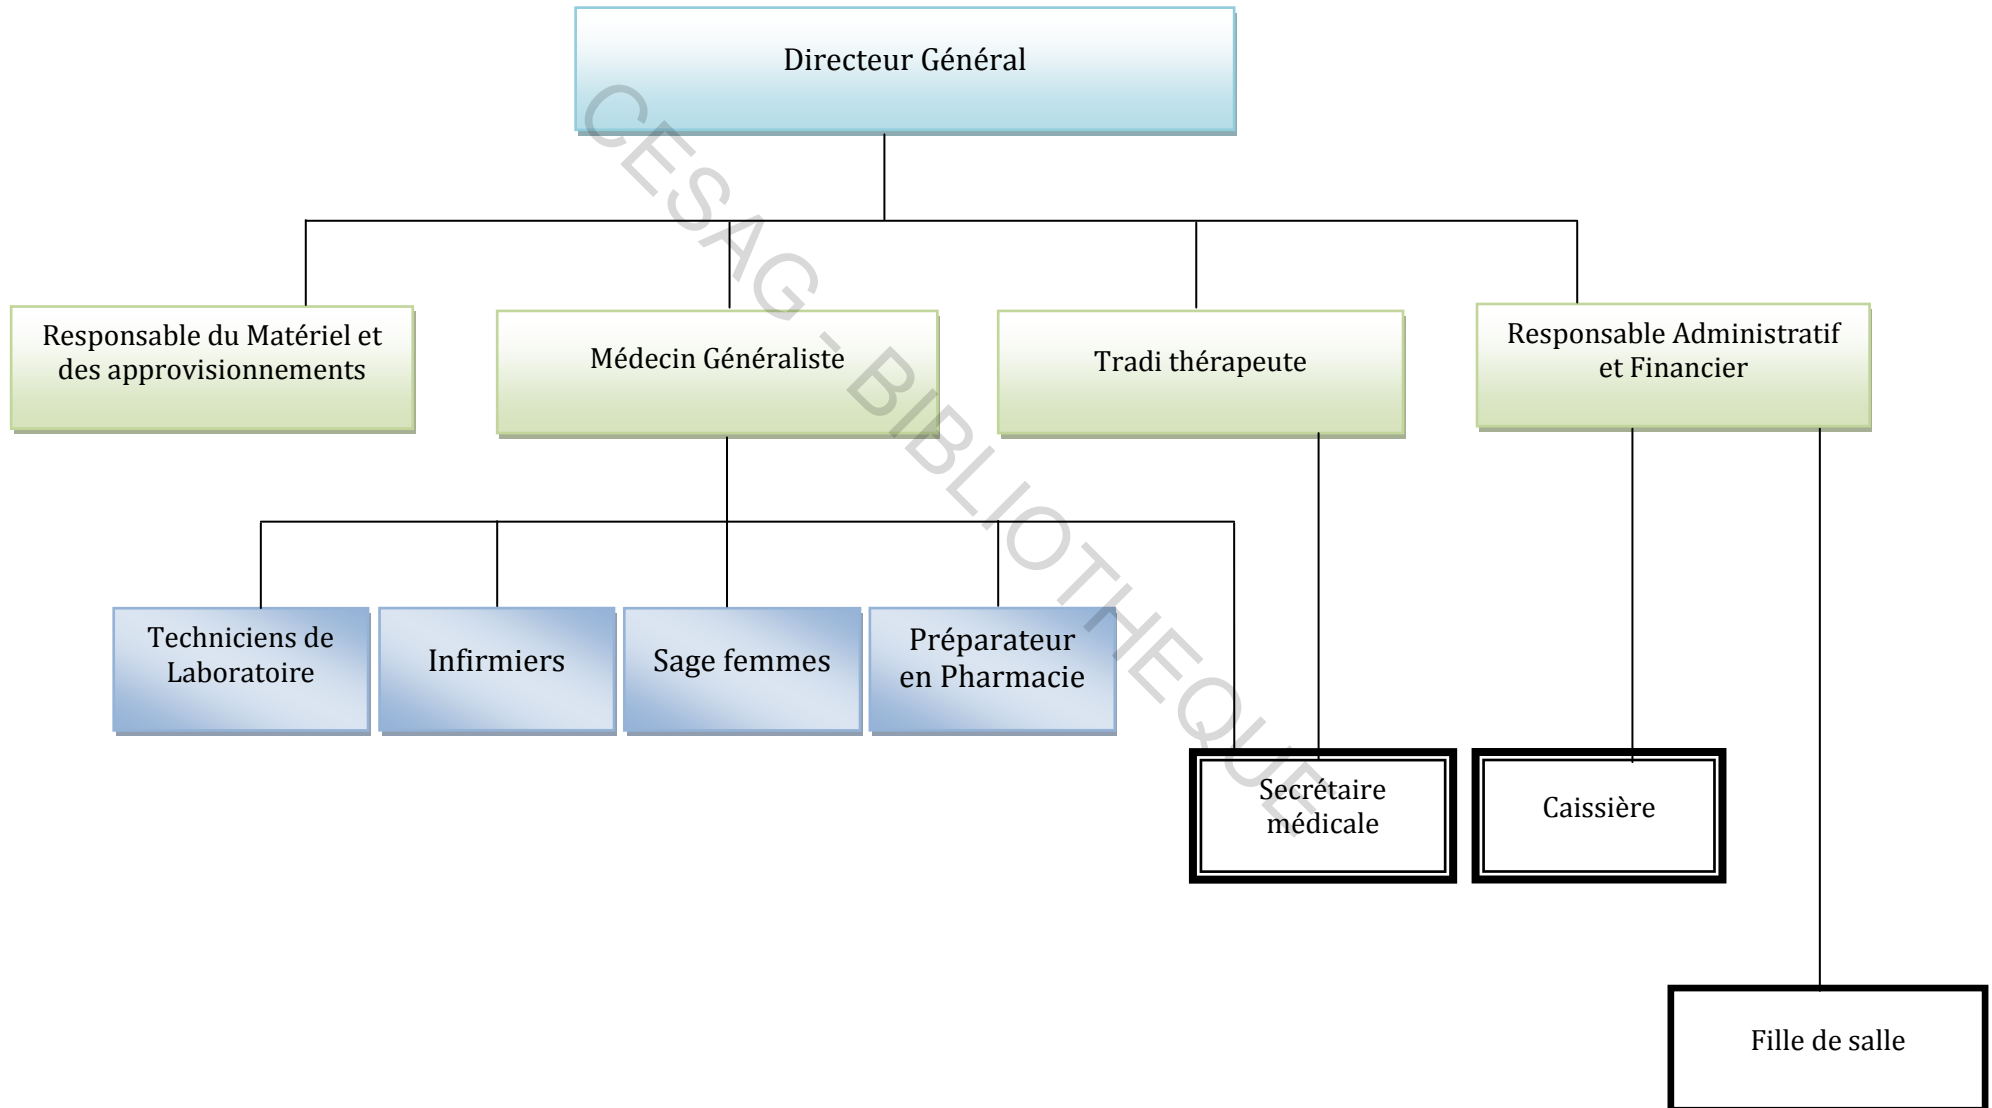 Directeur Général
Responsable du Matériel et
des approvisionnements
Médecin Généraliste
Tradi thérapeute
Responsable Administratif
et Financier
Techniciens de
Laboratoire
Infirmiers
Sage femmes
Préparateur
en Pharmacie
Secrétaire
médicale
Caissière
Fille de salle
CESAG - BIBLIOTHEQUE